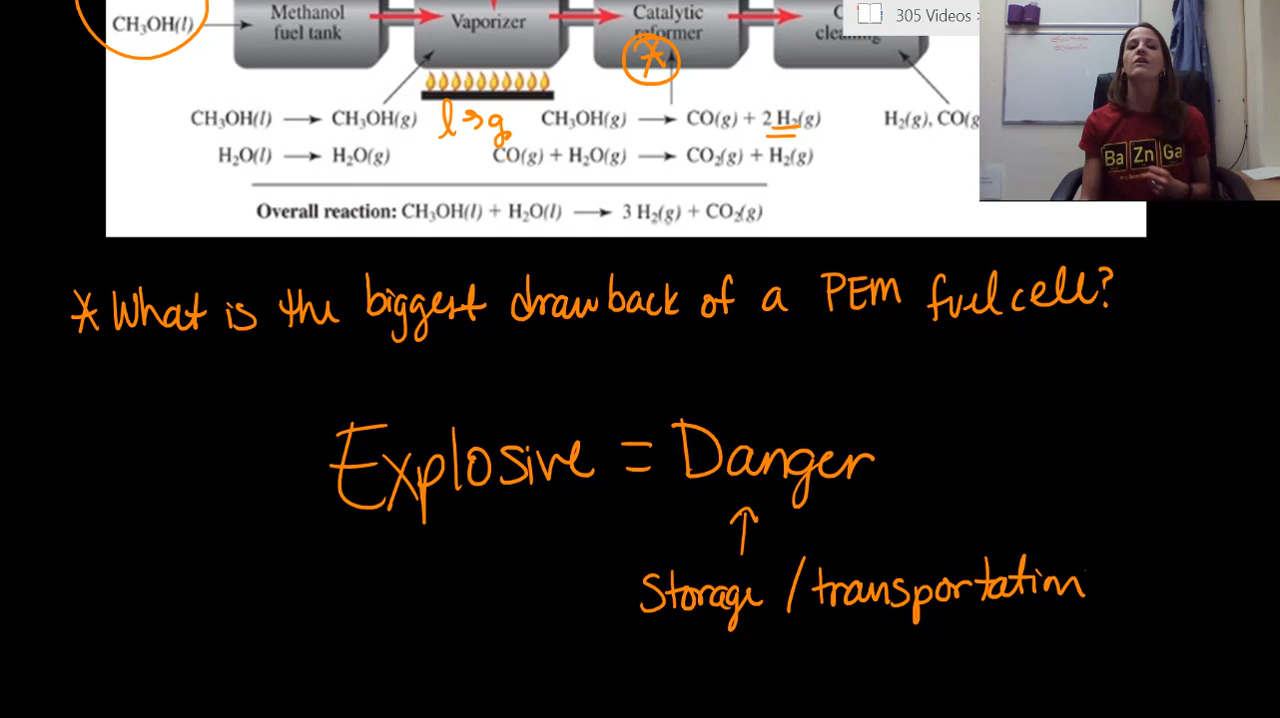 305 Videos >
CH₃OH(l)
Methanol
fuel tank
Vaporizer
Catalytic
reformer
C
cleaning
*
CH₃OH(l) → CH₃OH(g)
l → g
CH₃OH(g) → CO(g) + 2 H₂(g)
H₂(g), CO(g
H₂O(l) → H₂O(g)
CO(g) + H₂O(g) → CO₂(g) + H₂(g)
Overall reaction: CH₃OH(l) + H₂O(l) → 3 H₂(g) + CO₂(g)
Ba Zn Ga
* What is the biggest drawback of a PEM fuel cell?
Explosive = Danger
↑
Storage / transportation